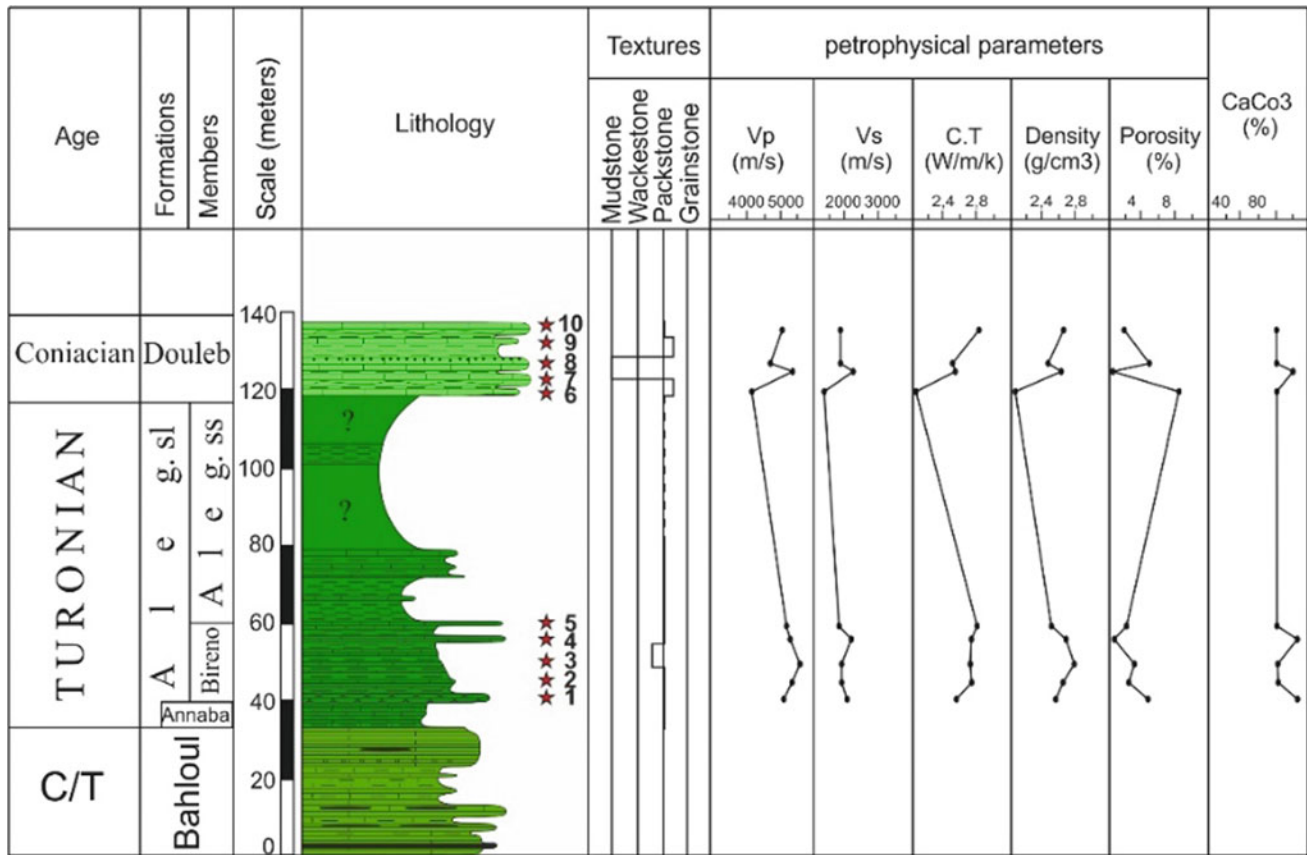 Age
Formations
Members
Scale (meters)
Lithology
Textures
Mudstone
Wackestone
Packstone
Grainstone
petrophysical parameters
Vp
(m/s)
4000 5000
Vs
(m/s)
2000 3000
C.T
(W/m/k)
2,4 2,8
Density
(g/cm3)
2,4 2,8
Porosity
(%)
4 8
CaCo3
(%)
40 80
Coniacian
Douleb
TURONIAN
Aleg. sl
Aleg. ss
Bireno
Annaba
C/T
Bahloul
140
120
100
80
60
40
20
0
?
?
10
9
8
7
6
5
4
3
2
1